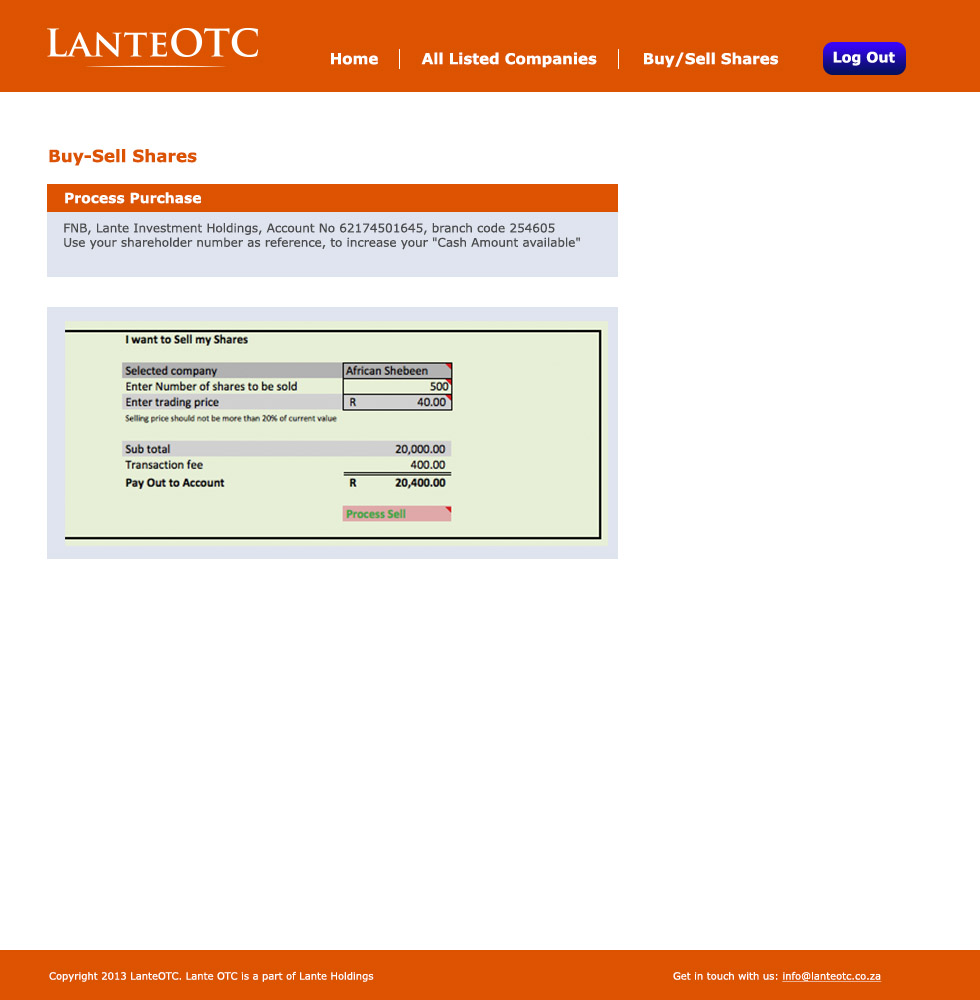 LANTEOTC
Home All Listed Companies Buy/Sell Shares Log Out
Buy-Sell Shares
Process Purchase
FNB, Lante Investment Holdings, Account No 62174501645, branch code 254605
Use your shareholder number as reference, to increase your "Cash Amount available"
I want to Sell my Shares
Selected company African Shebeen
Enter Number of shares to be sold 500
Enter trading price R 40.00
Selling price should not be more than 20% of current value
Sub total 20,000.00
Transaction fee 400.00
Pay Out to Account R 20,400.00
Process Sell
Copyright 2013 LanteOTC. Lante OTC is a part of Lante Holdings Get in touch with us: info@lanteotc.co.za